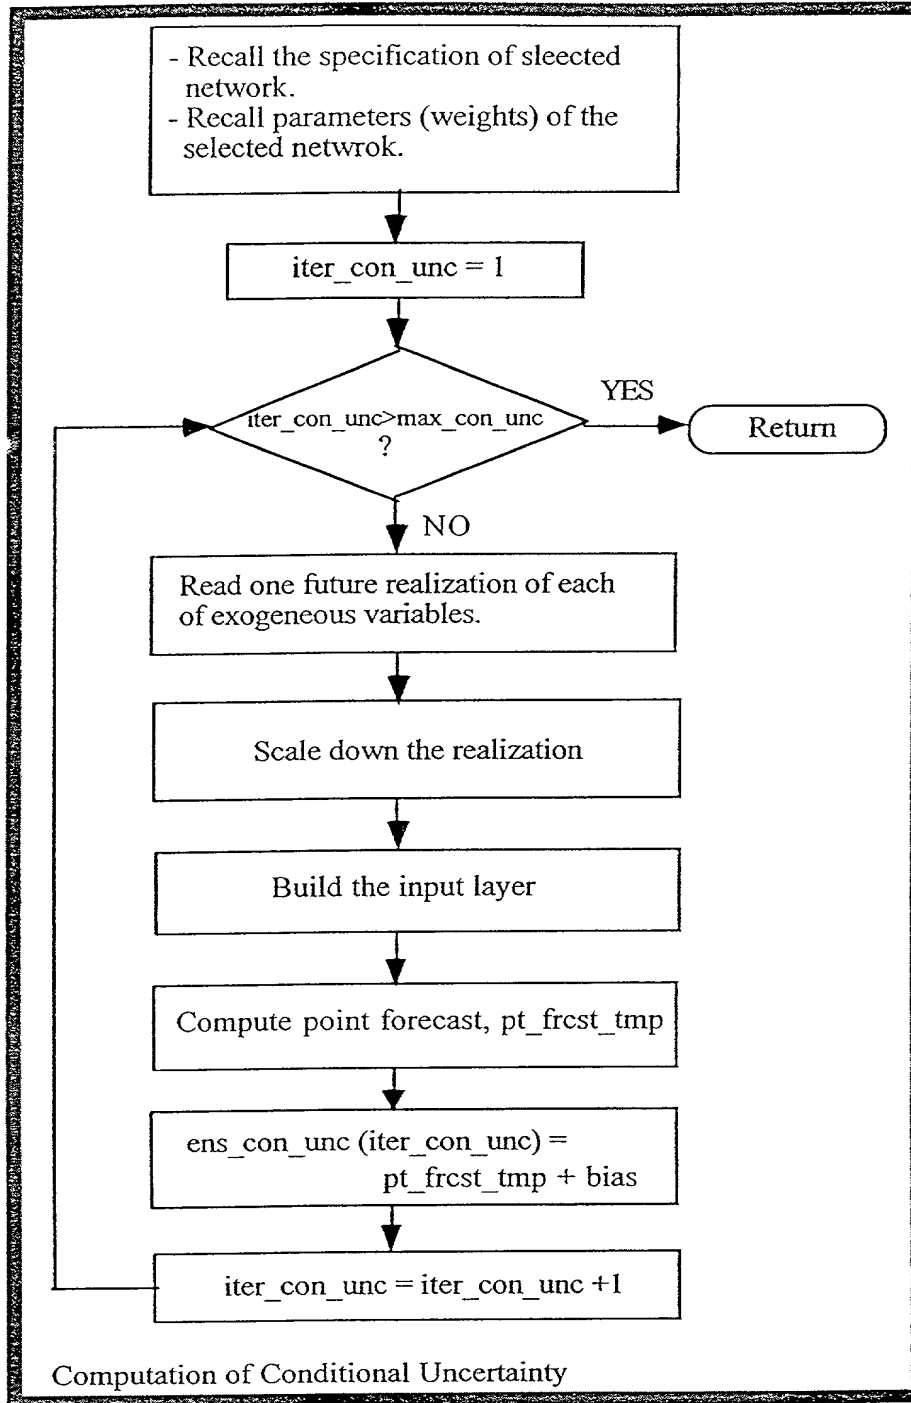 - Recall the specification of sleected
network.
- Recall parameters (weights) of the
selected netwrok.
iter_con_unc = 1
iter_con_unc>max_con_unc
?
YES
Return
NO
Read one future realization of each
of exogeneous variables.
Scale down the realization
Build the input layer
Compute point forecast, pt_frcst_tmp
ens_con_unc (iter_con_unc) =
pt_frcst_tmp + bias
iter_con_unc = iter_con_unc +1
Computation of Conditional Uncertainty